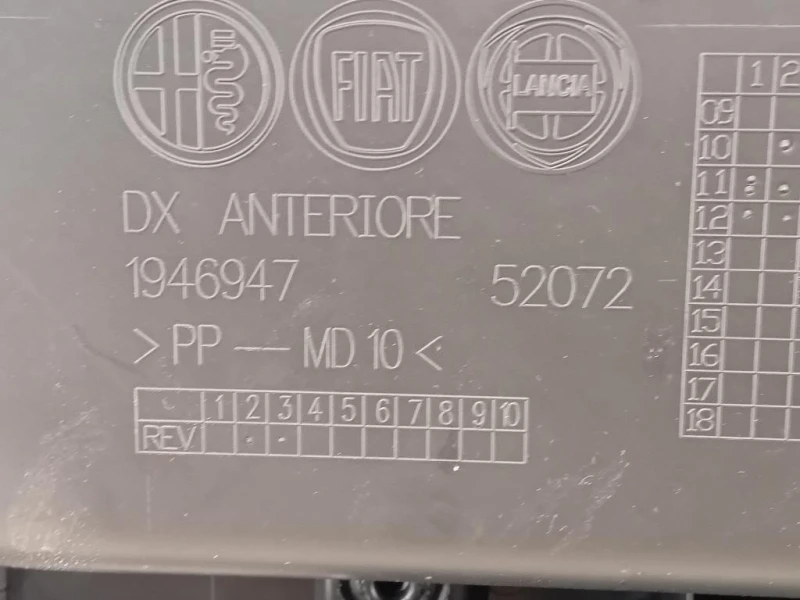 FIAT LANCIA
DX ANTERIORE
1946947 52072
>PP — MD 10<
1 2 3 4 5 6 7 8 9 10
REV
1 2
09
10
11
12
13
14
15
16
17
18